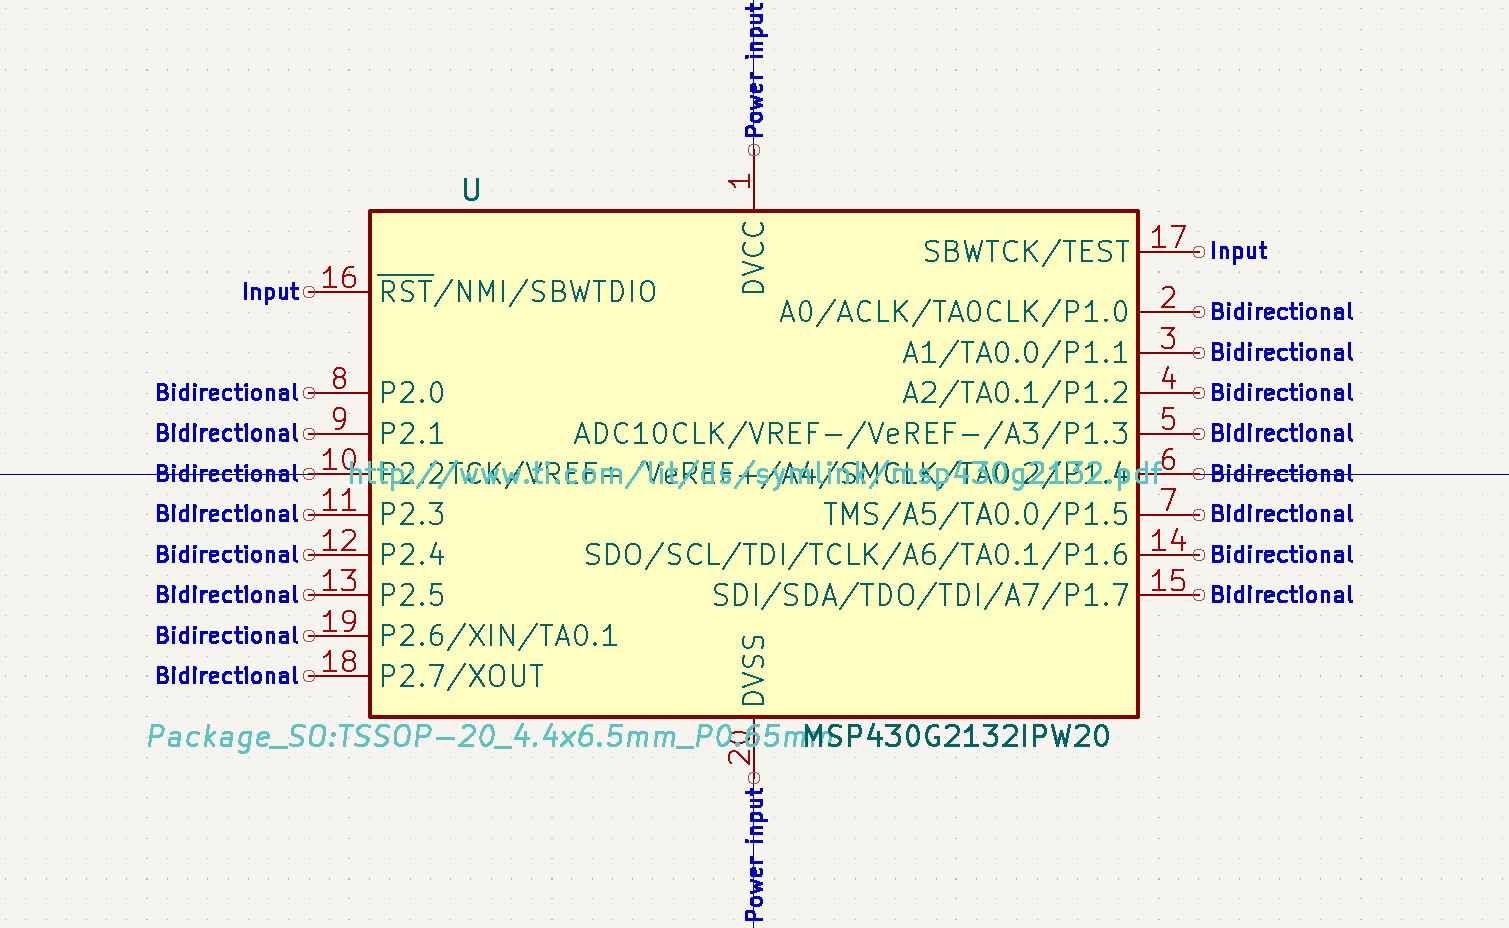 Power input
1
U
DVCC
SBWTCK/TEST 17 Input
Input 16 RST/NMI/SBWTDIO
A0/ACLK/TA0CLK/P1.0 2 Bidirectional
A1/TA0.0/P1.1 3 Bidirectional
Bidirectional 8 P2.0 A2/TA0.1/P1.2 4 Bidirectional
Bidirectional 9 P2.1 ADC10CLK/VREF-/VeREF-/A3/P1.3 5 Bidirectional
Bidirectional 10 P2.2 TCK/VREF+/VeREF+/A4/SMCLK/TA0.2/P1.4 6 Bidirectional
http://www.ti.com/lit/ds/symlink/msp430g2132.pdf
Bidirectional 11 P2.3 TMS/A5/TA0.0/P1.5 7 Bidirectional
Bidirectional 12 P2.4 SDO/SCL/TDI/TCLK/A6/TA0.1/P1.6 14 Bidirectional
Bidirectional 13 P2.5 SDI/SDA/TDO/TDI/A7/P1.7 15 Bidirectional
Bidirectional 19 P2.6/XIN/TA0.1
Bidirectional 18 P2.7/XOUT
DVSS
Package_SO:TSSOP-20_4.4x6.5mm_P0.65mm MSP430G2132IPW20
20
Power input